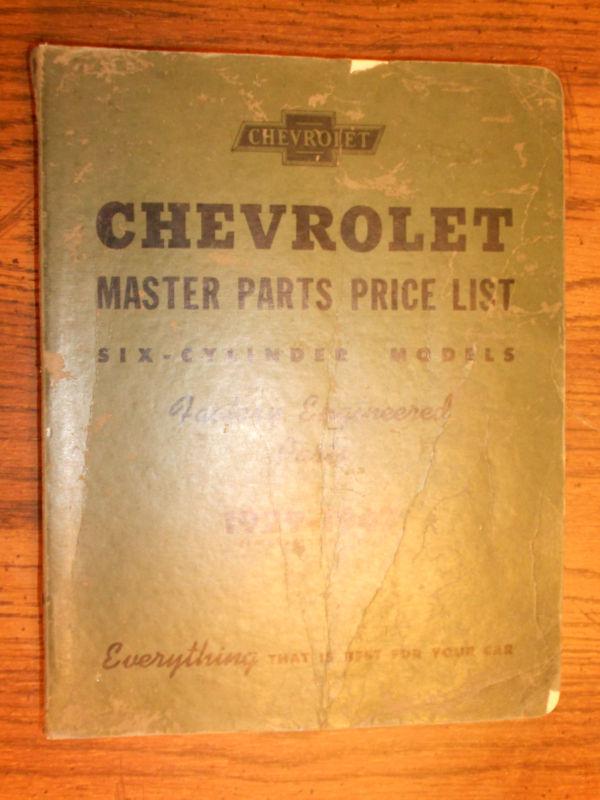 CHEVROLET
CHEVROLET
MASTER PARTS PRICE LIST
SIX-CYLINDER MODELS
Factory Engineered
Parts
Everything THAT IS BEST FOR YOUR CAR